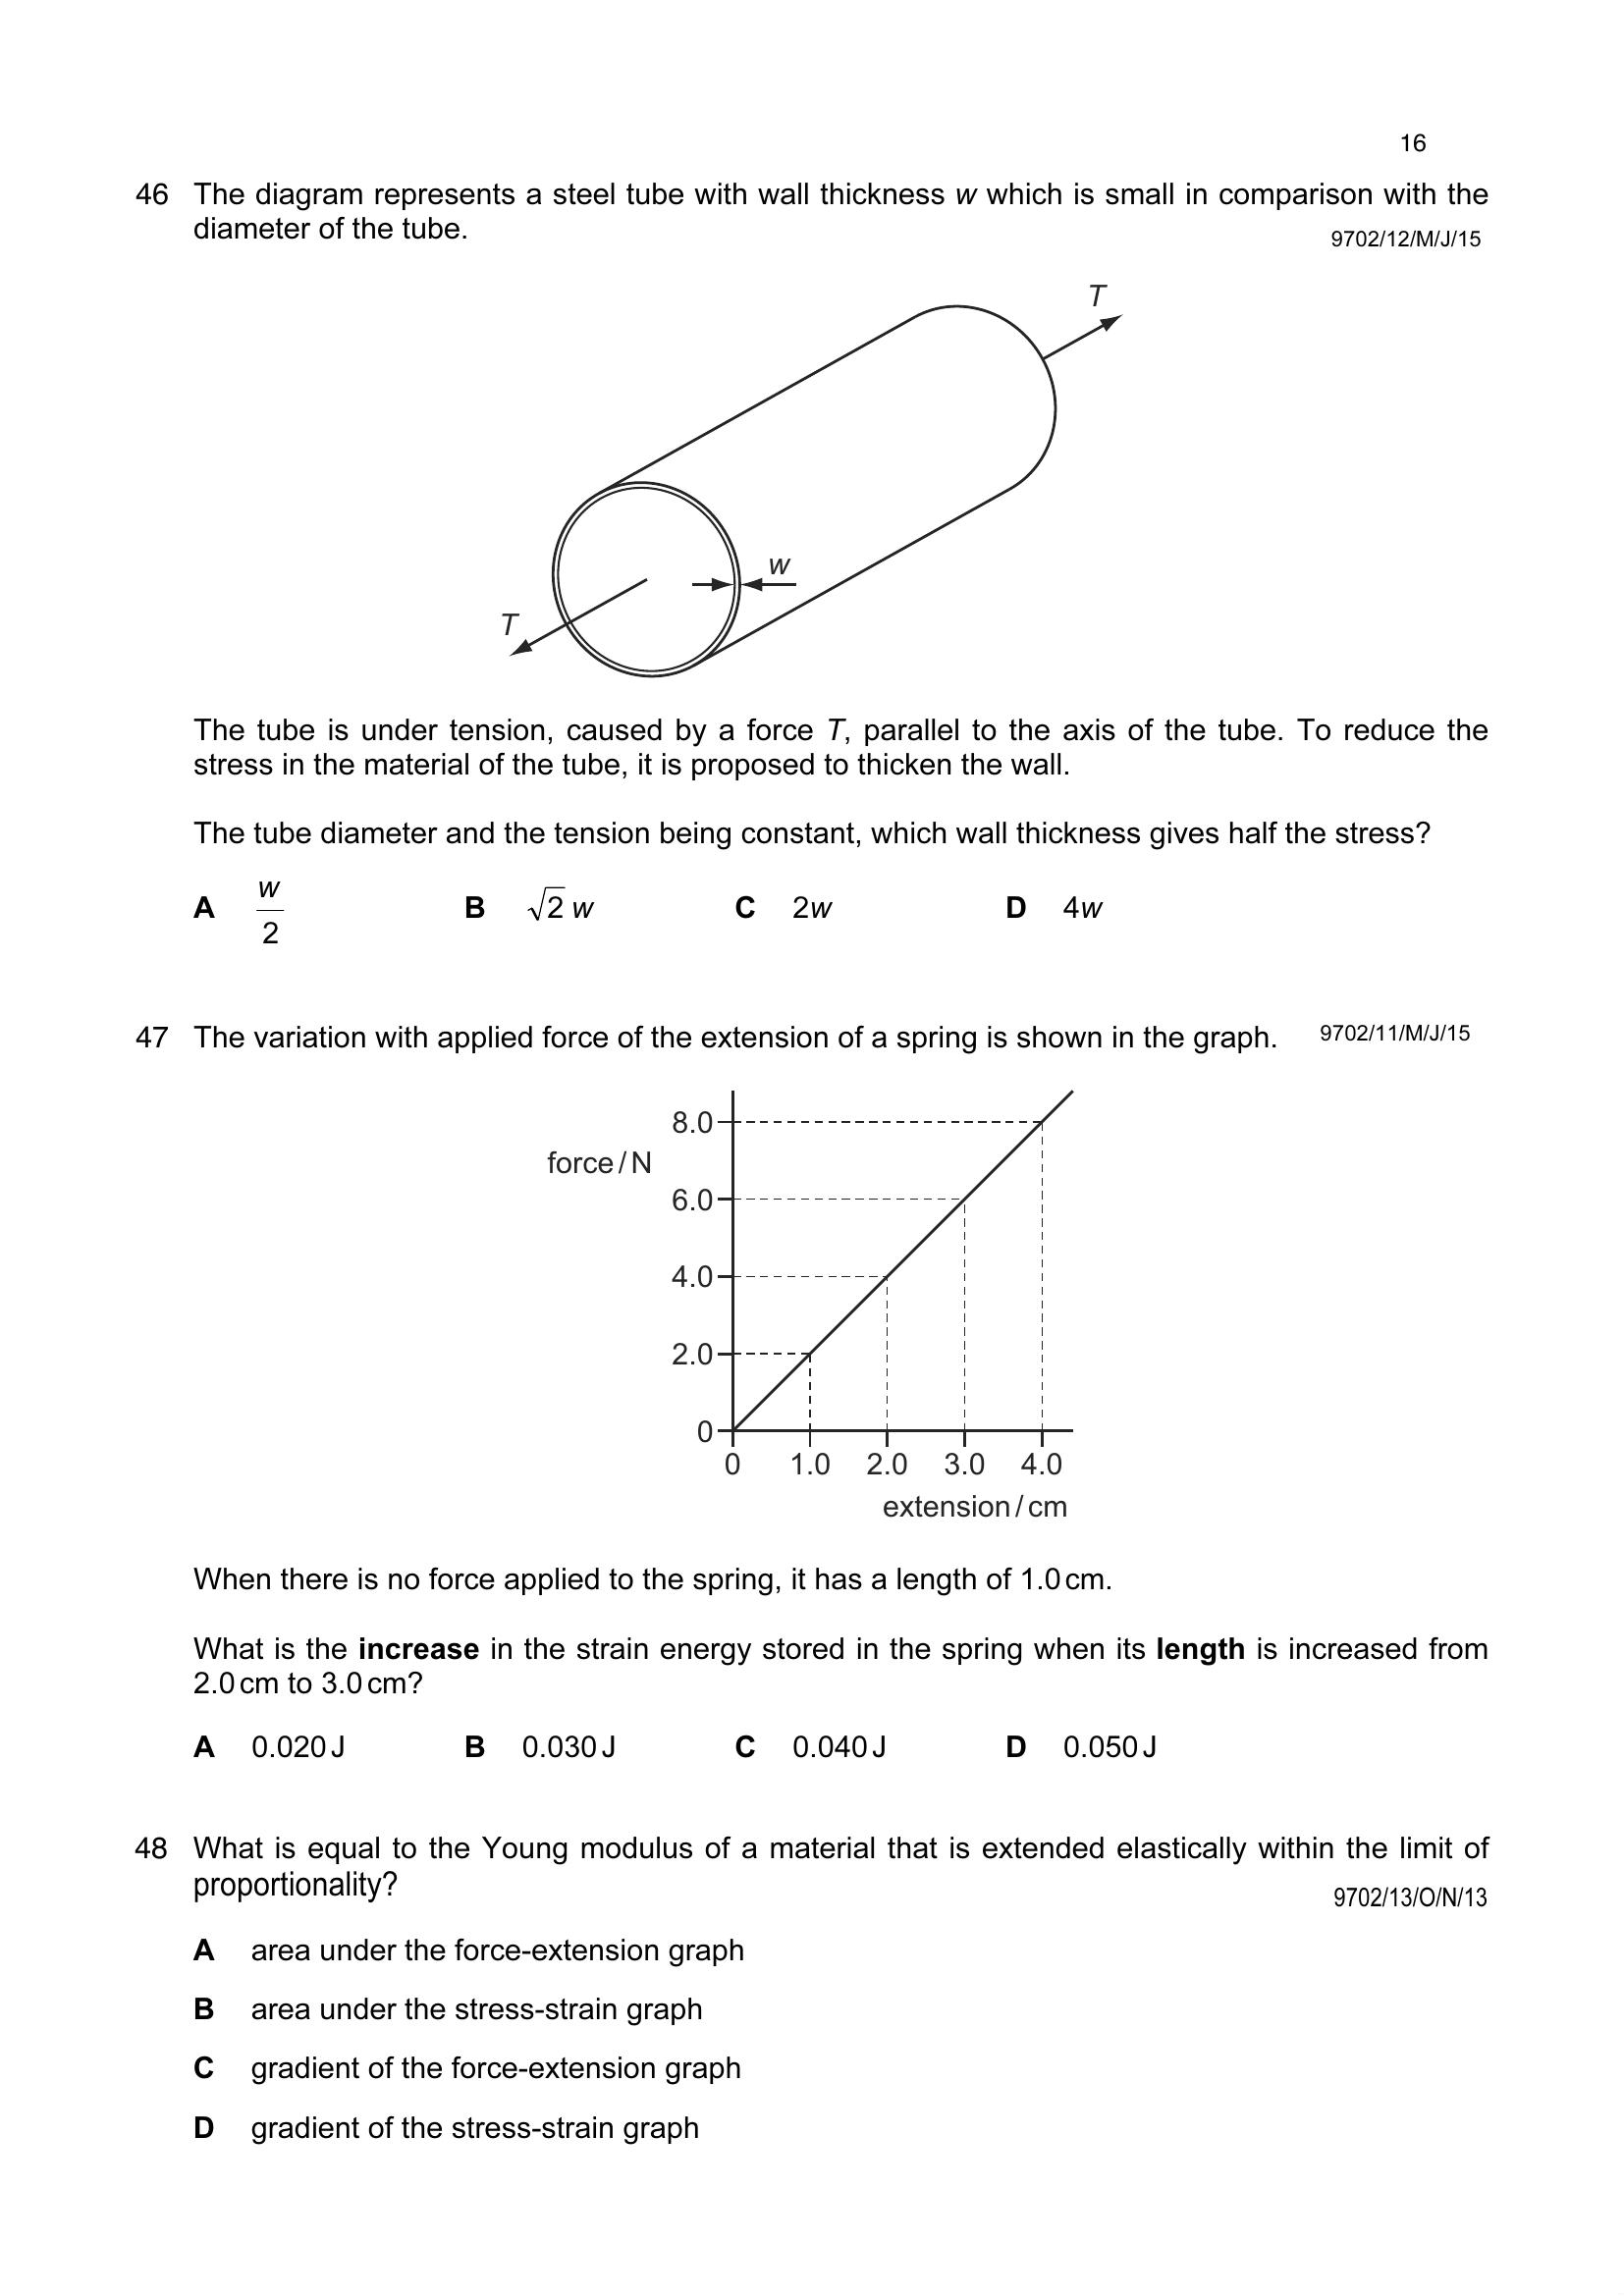 16
46 The diagram represents a steel tube with wall thickness w which is small in comparison with the
diameter of the tube.
9702/12/M/J/15
T
w
T
The tube is under tension, caused by a force T, parallel to the axis of the tube. To reduce the
stress in the material of the tube, it is proposed to thicken the wall.
The tube diameter and the tension being constant, which wall thickness gives half the stress?
A w/2 B √2 w C 2w D 4w
47 The variation with applied force of the extension of a spring is shown in the graph. 9702/11/M/J/15
8.0
force / N
6.0
4.0
2.0
0
0 1.0 2.0 3.0 4.0
extension / cm
When there is no force applied to the spring, it has a length of 1.0 cm.
What is the increase in the strain energy stored in the spring when its length is increased from
2.0 cm to 3.0 cm?
A 0.020 J B 0.030 J C 0.040 J D 0.050 J
48 What is equal to the Young modulus of a material that is extended elastically within the limit of
proportionality?
9702/13/O/N/13
A area under the force-extension graph
B area under the stress-strain graph
C gradient of the force-extension graph
D gradient of the stress-strain graph